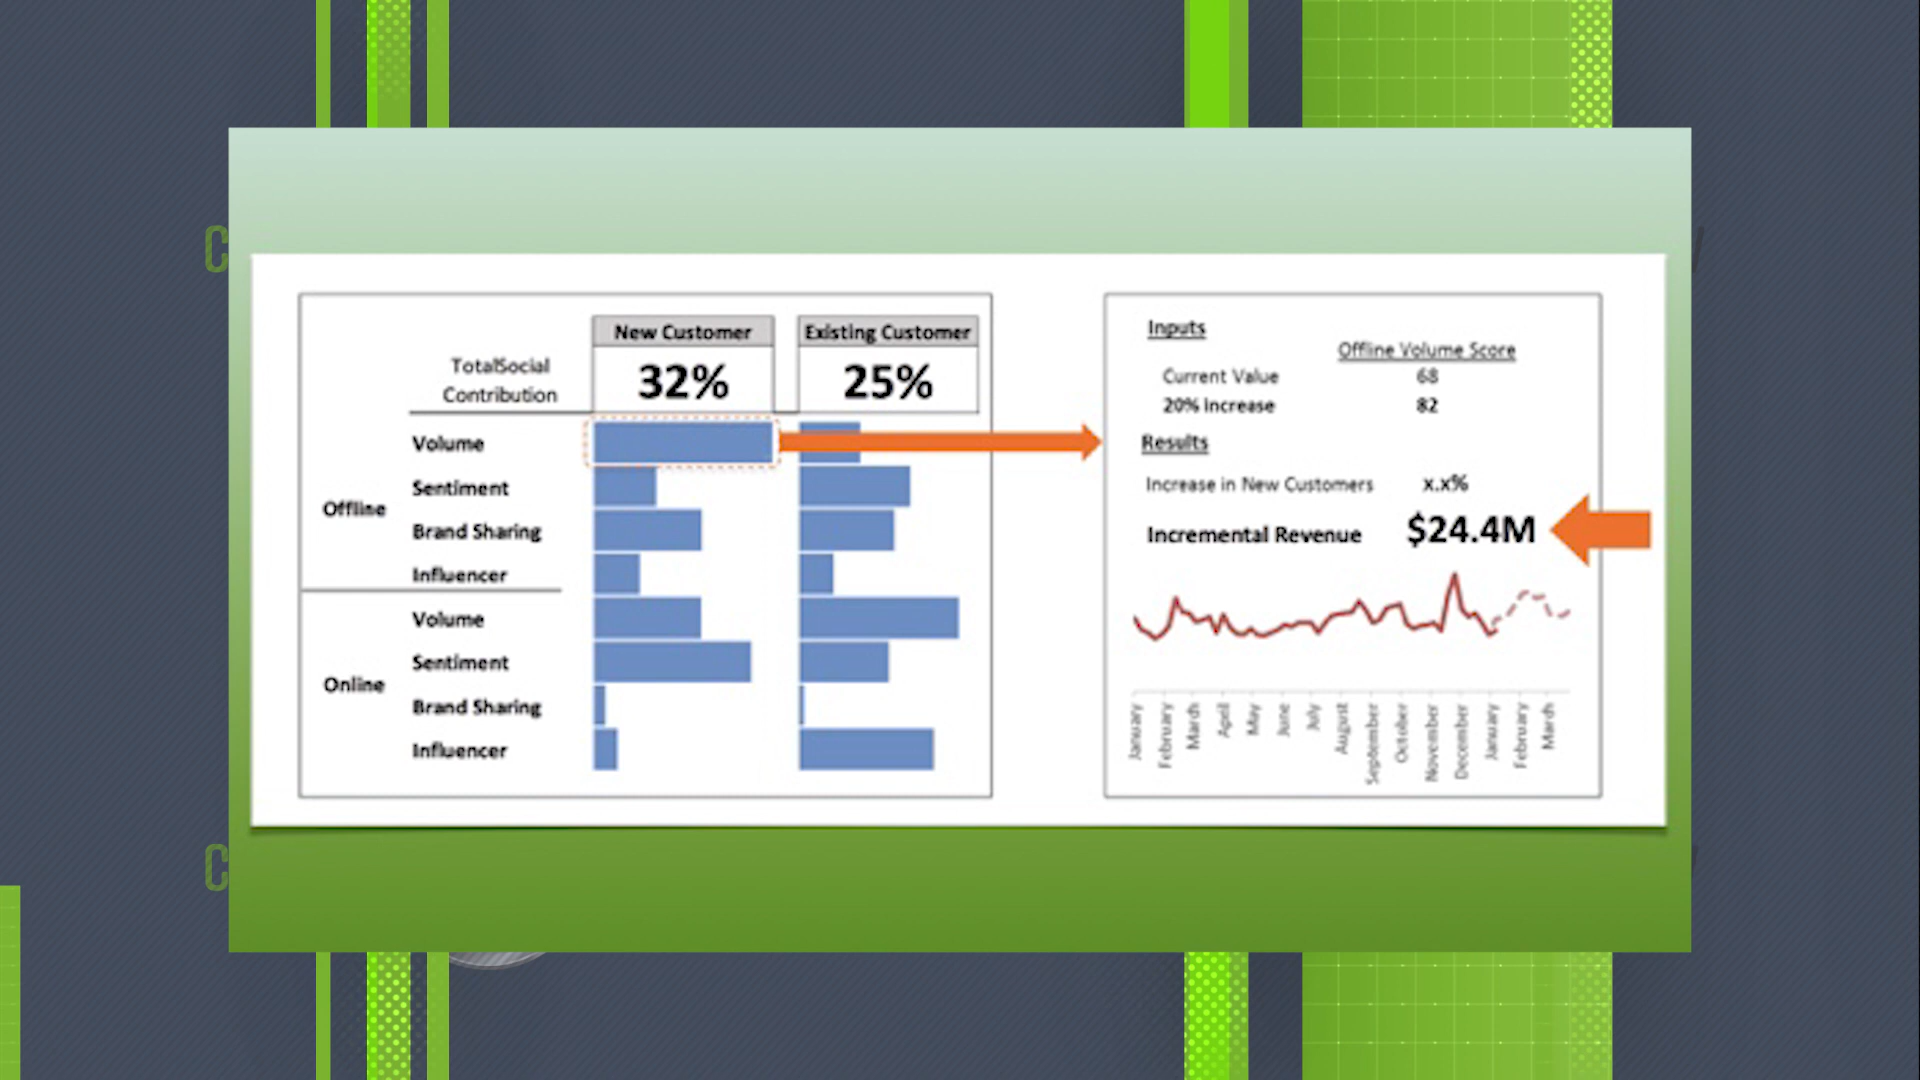 New Customer
Existing Customer
TotalSocial
Contribution
32%
25%
Offline
Volume
Sentiment
Brand Sharing
Influencer
Online
Volume
Sentiment
Brand Sharing
Influencer
Inputs
Offline Volume Score
Current Value 68
20% Increase 82
Results
Increase in New Customers x.x%
Incremental Revenue $24.4M
January
February
March
April
May
June
July
August
September
October
November
December
January
February
March